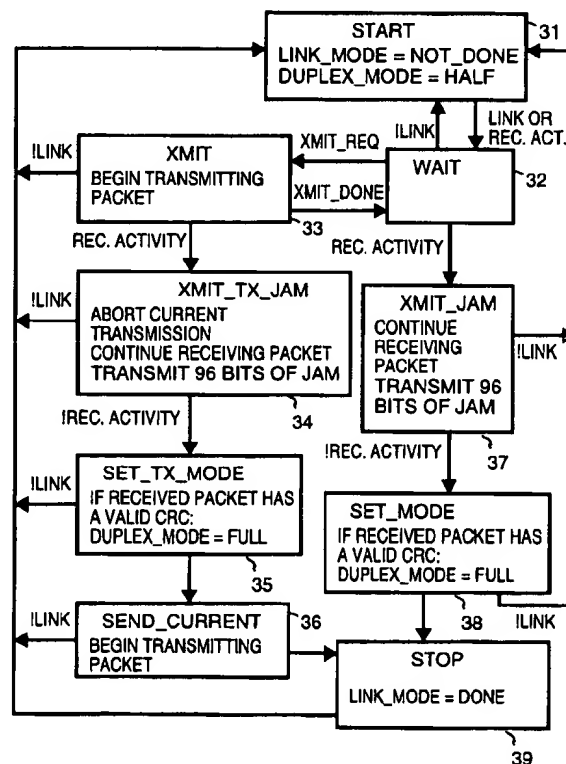 START
LINK_MODE = NOT_DONE
DUPLEX_MODE = HALF
31
!LINK
LINK OR
REC. ACT.
!LINK
XMIT
BEGIN TRANSMITTING
PACKET
33
XMIT_REQ
XMIT_DONE
WAIT
32
REC. ACTIVITY
REC. ACTIVITY
!LINK
XMIT_TX_JAM
ABORT CURRENT
TRANSMISSION
CONTINUE RECEIVING PACKET
TRANSMIT 96 BITS OF JAM
34
XMIT_JAM
CONTINUE
RECEIVING
PACKET
TRANSMIT 96
BITS OF JAM
37
!LINK
!REC. ACTIVITY
!REC. ACTIVITY
!LINK
SET_TX_MODE
IF RECEIVED PACKET HAS
A VALID CRC:
DUPLEX_MODE = FULL
35
SET_MODE
IF RECEIVED PACKET HAS
A VALID CRC:
DUPLEX_MODE = FULL
38
!LINK
!LINK
SEND_CURRENT
BEGIN TRANSMITTING
PACKET
36
STOP
LINK_MODE = DONE
39